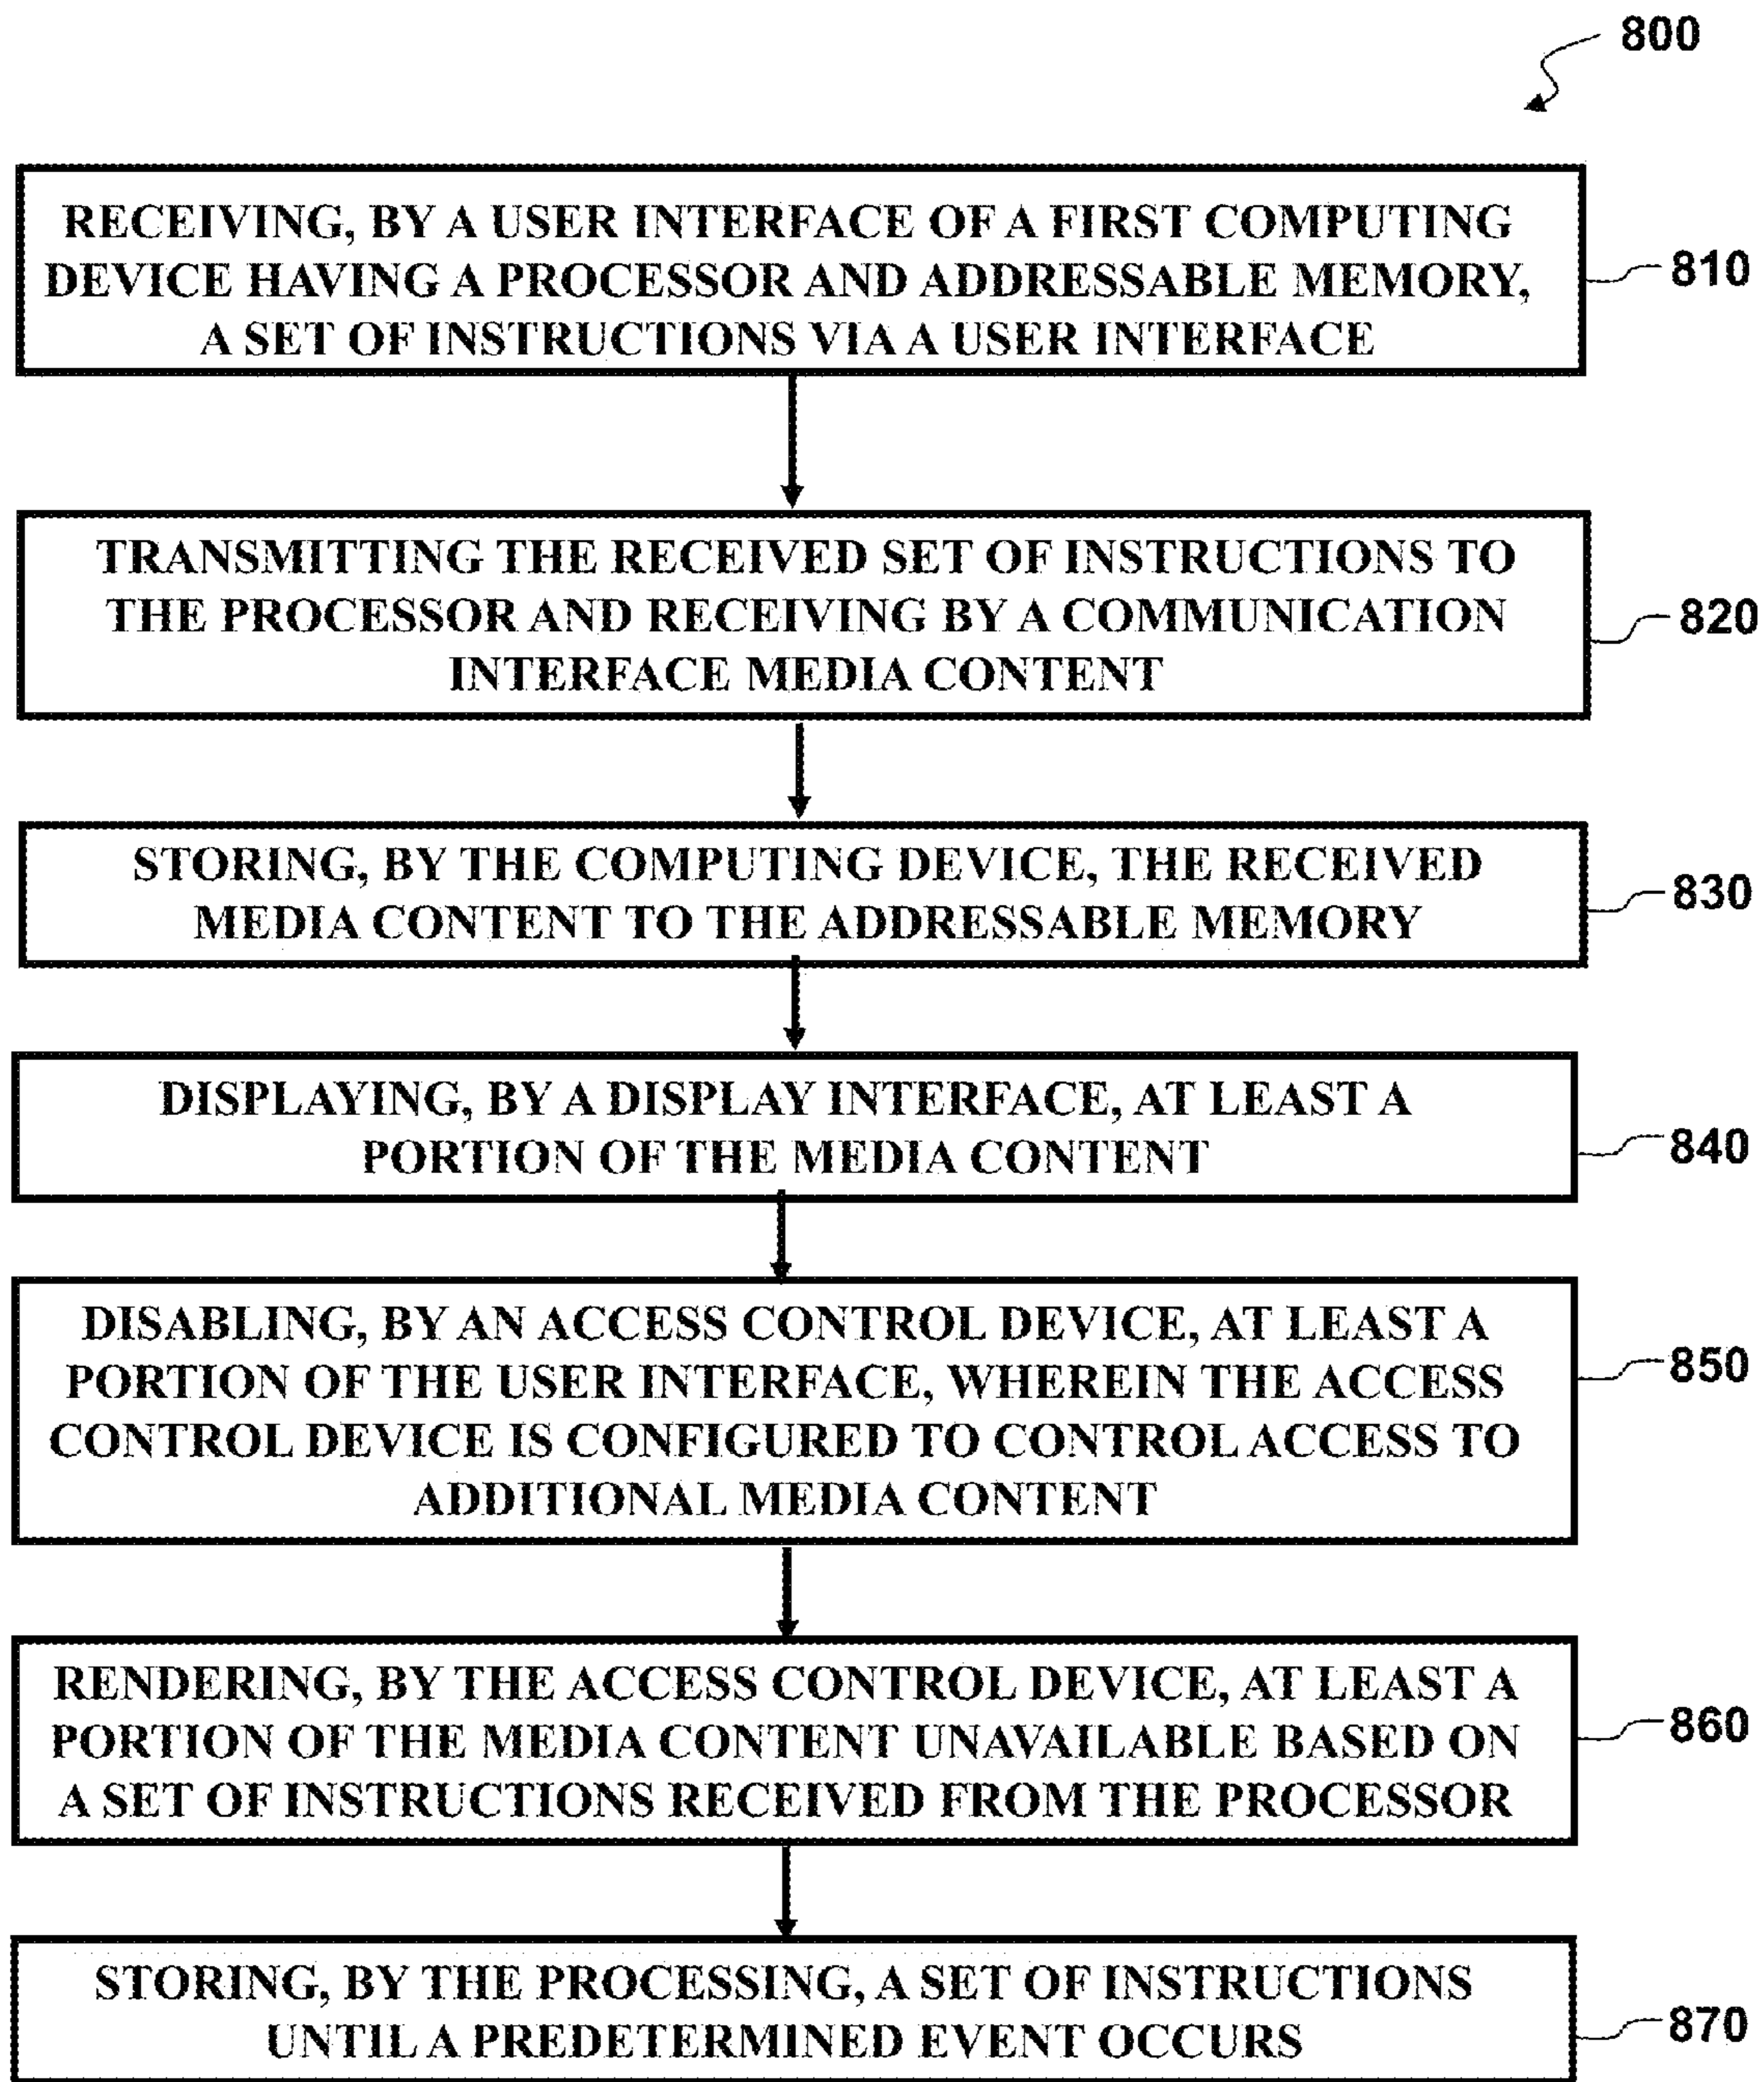 800
RECEIVING, BY A USER INTERFACE OF A FIRST COMPUTING
DEVICE HAVING A PROCESSOR AND ADDRESSABLE MEMORY,
A SET OF INSTRUCTIONS VIA A USER INTERFACE
810
TRANSMITTING THE RECEIVED SET OF INSTRUCTIONS TO
THE PROCESSOR AND RECEIVING BY A COMMUNICATION
INTERFACE MEDIA CONTENT
820
STORING, BY THE COMPUTING DEVICE, THE RECEIVED
MEDIA CONTENT TO THE ADDRESSABLE MEMORY
830
DISPLAYING, BY A DISPLAY INTERFACE, AT LEAST A
PORTION OF THE MEDIA CONTENT
840
DISABLING, BY AN ACCESS CONTROL DEVICE, AT LEAST A
PORTION OF THE USER INTERFACE, WHEREIN THE ACCESS
CONTROL DEVICE IS CONFIGURED TO CONTROL ACCESS TO
ADDITIONAL MEDIA CONTENT
850
RENDERING, BY THE ACCESS CONTROL DEVICE, AT LEAST A
PORTION OF THE MEDIA CONTENT UNAVAILABLE BASED ON
A SET OF INSTRUCTIONS RECEIVED FROM THE PROCESSOR
860
STORING, BY THE PROCESSING, A SET OF INSTRUCTIONS
UNTIL A PREDETERMINED EVENT OCCURS
870